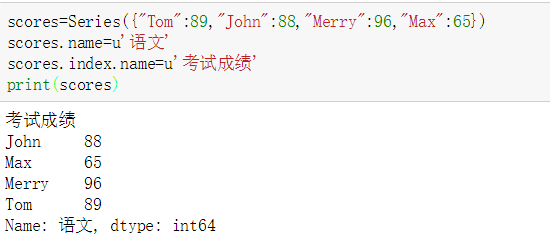 scores=Series({"Tom":89,"John":88,"Merry":96,"Max":65})
scores.name=u'语文'
scores.index.name=u'考试成绩'
print(scores)
考试成绩
John     88
Max      65
Merry    96
Tom      89
Name: 语文, dtype: int64